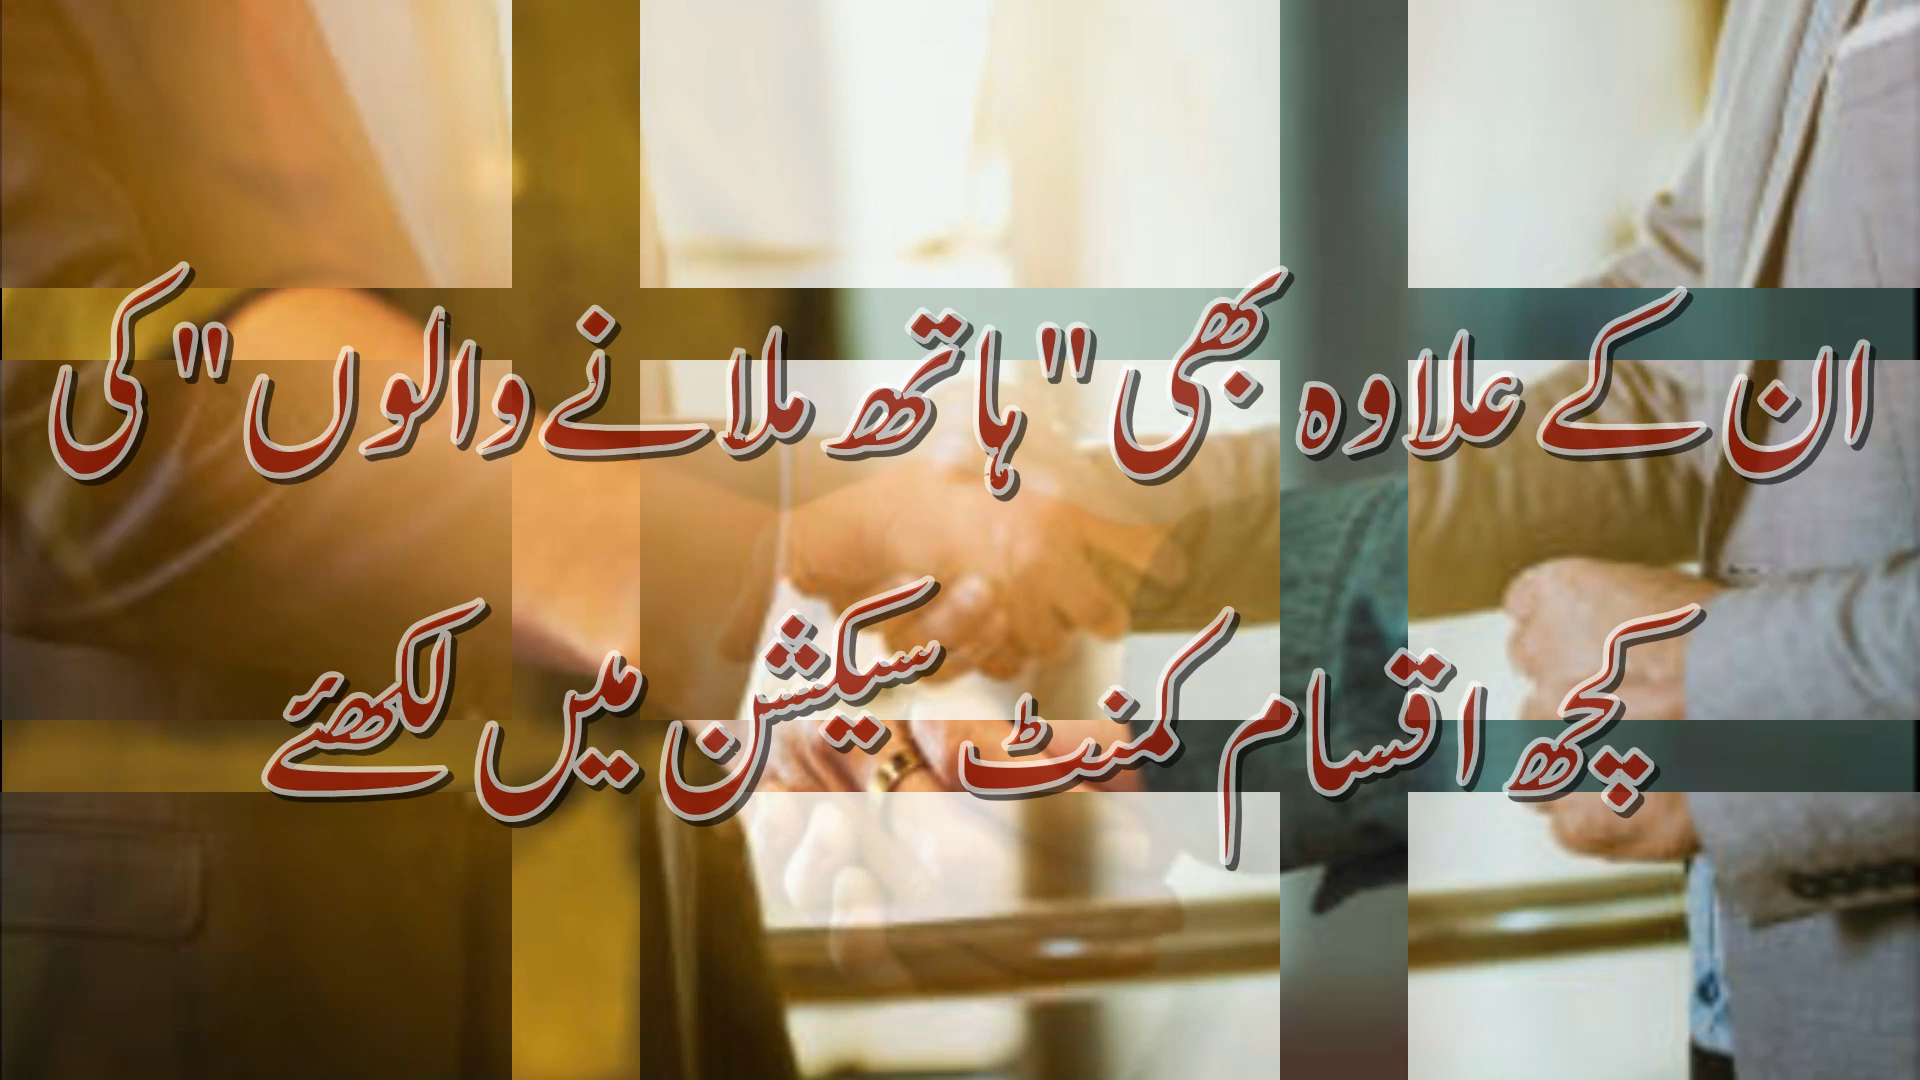 ان کے علاوہ بھی "ہاتھ ملانے والوں" کی
کچھ اقسام کمنٹ سیکشن میں لکھئے